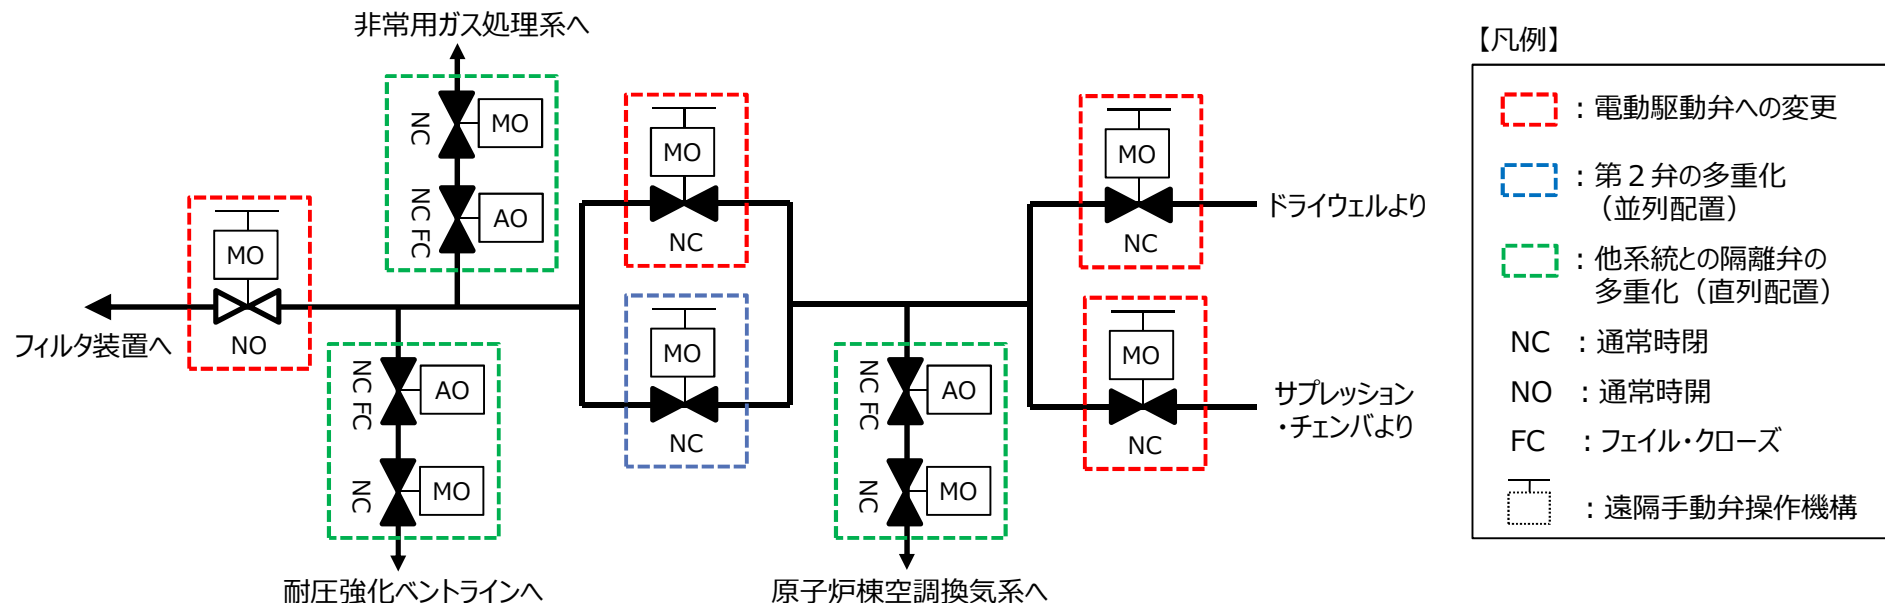 非常用ガス処理系へ
NC
MO
NC FC
AO
MO
NC
MO
NC
ドライウェルより
MO
NO
フィルタ装置へ
NC FC
AO
NC
MO
耐圧強化ベントラインへ
MO
NC
NC FC
AO
NC
MO
原子炉棟空調換気系へ
MO
NC
サプレッション
・チェンバより
【凡例】
：電動駆動弁への変更
：第２弁の多重化
（並列配置）
：他系統との隔離弁の
多重化（直列配置）
NC ：通常時閉
NO ：通常時開
FC ：フェイル・クローズ
：遠隔手動弁操作機構